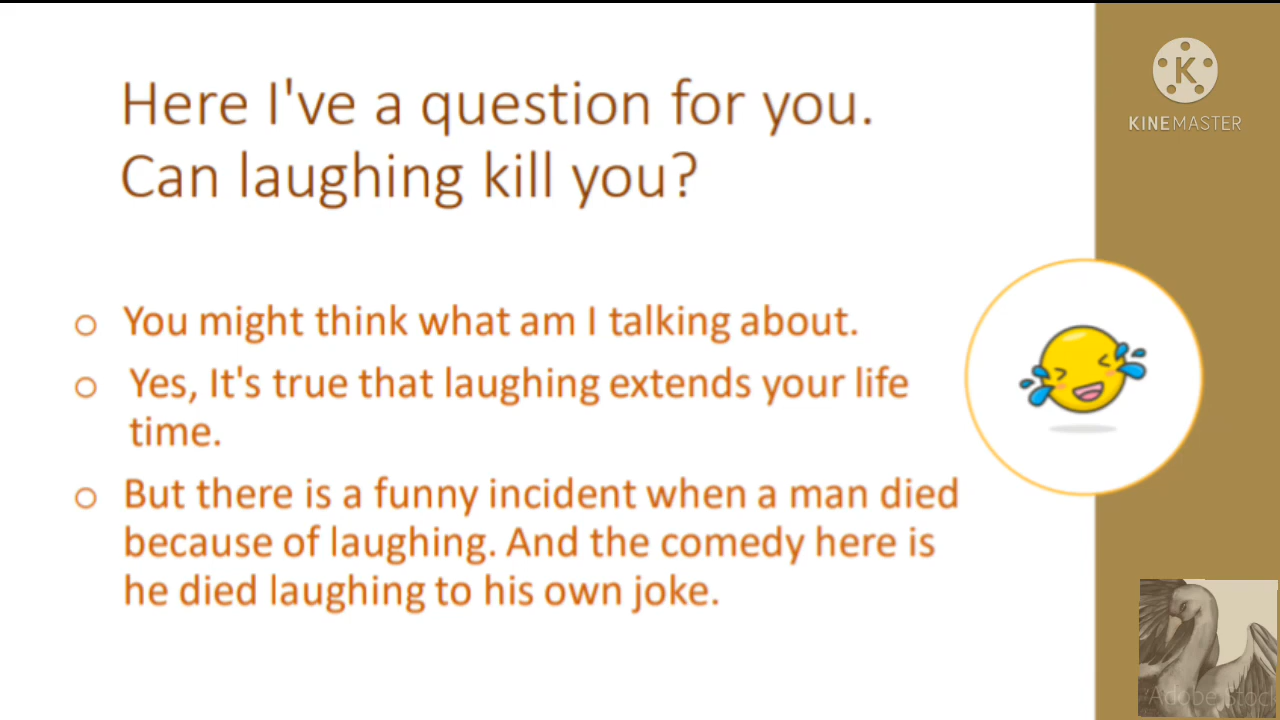 Here I've a question for you.
Can laughing kill you?
You might think what am I talking about.
Yes, It's true that laughing extends your life
time.
But there is a funny incident when a man died
because of laughing. And the comedy here is
he died laughing to his own joke.
K
KINEMASTER
Adobe Stock